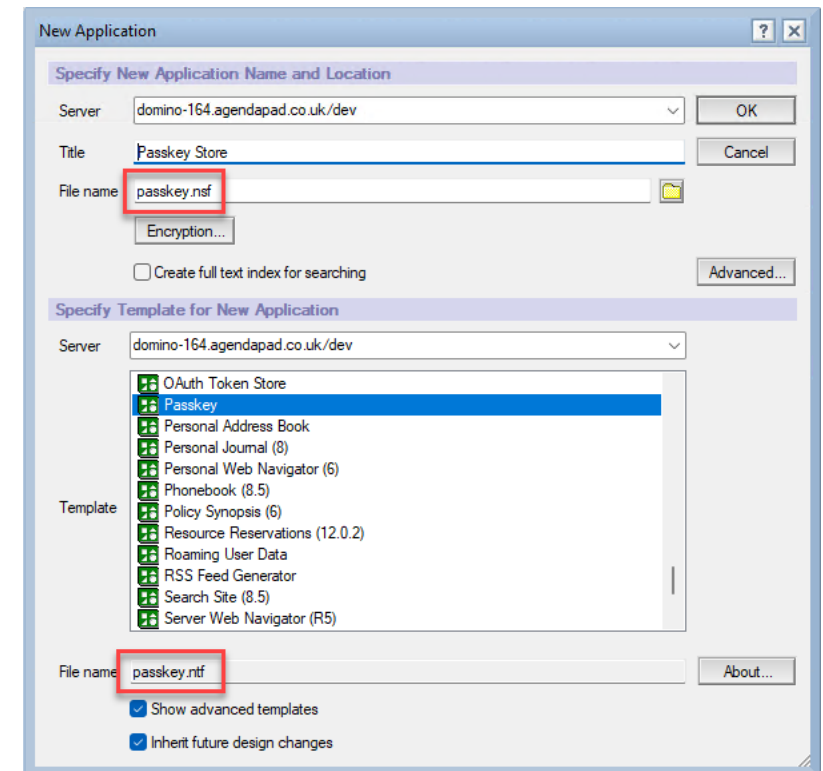 New Application
Specify New Application Name and Location
Server domino-164.agendapad.co.uk/dev OK
Title Passkey Store Cancel
File name passkey.nsf
Encryption...
Create full text index for searching Advanced...
Specify Template for New Application
Server domino-164.agendapad.co.uk/dev
OAuth Token Store
Passkey
Personal Address Book
Personal Journal (8)
Personal Web Navigator (6)
Phonebook (8.5)
Template Policy Synopsis (6)
Resource Reservations (12.0.2)
Roaming User Data
RSS Feed Generator
Search Site (8.5)
Server Web Navigator (R5)
File name passkey.ntf About...
Show advanced templates
Inherit future design changes